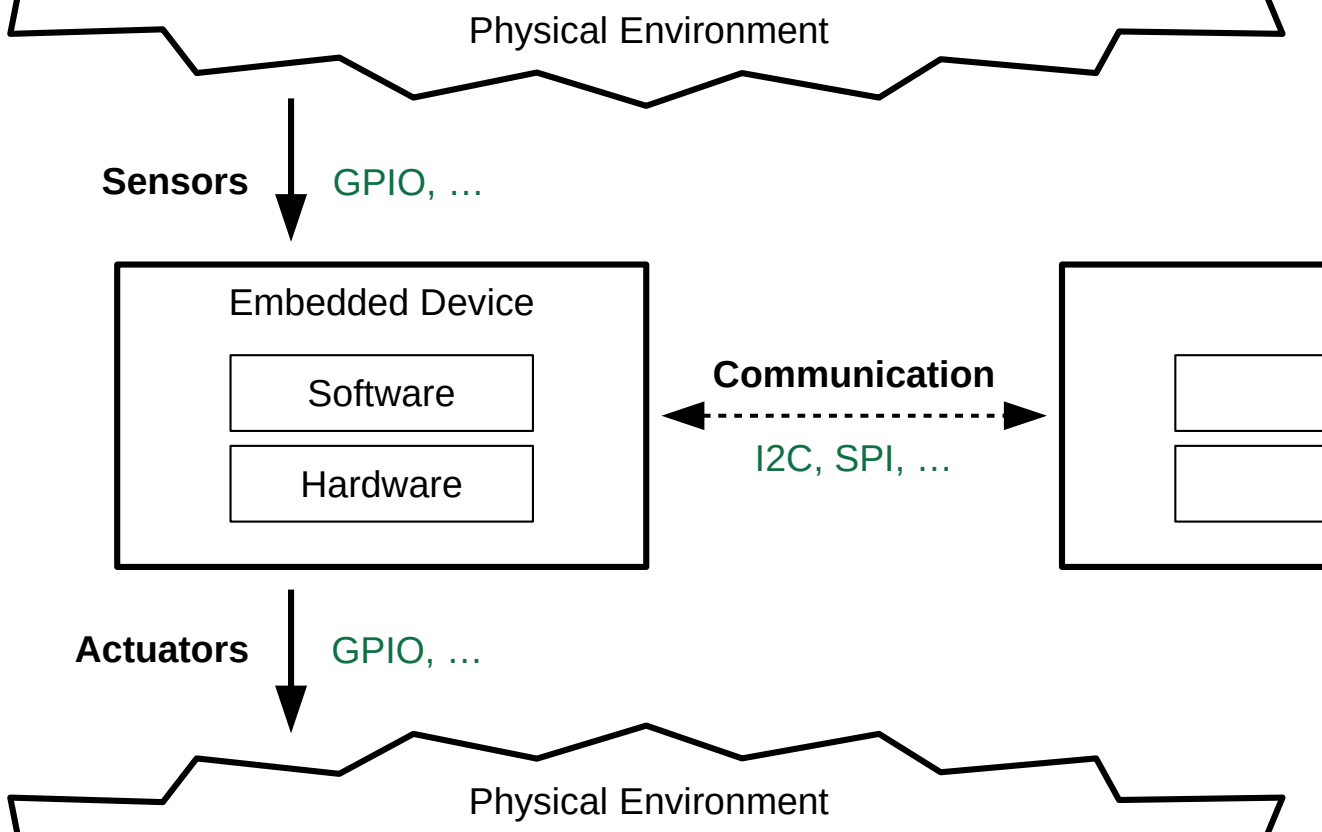 Physical Environment
Sensors
GPIO, …
Embedded Device
Software
Hardware
Communication
I2C, SPI, …
Actuators
GPIO, …
Physical Environment